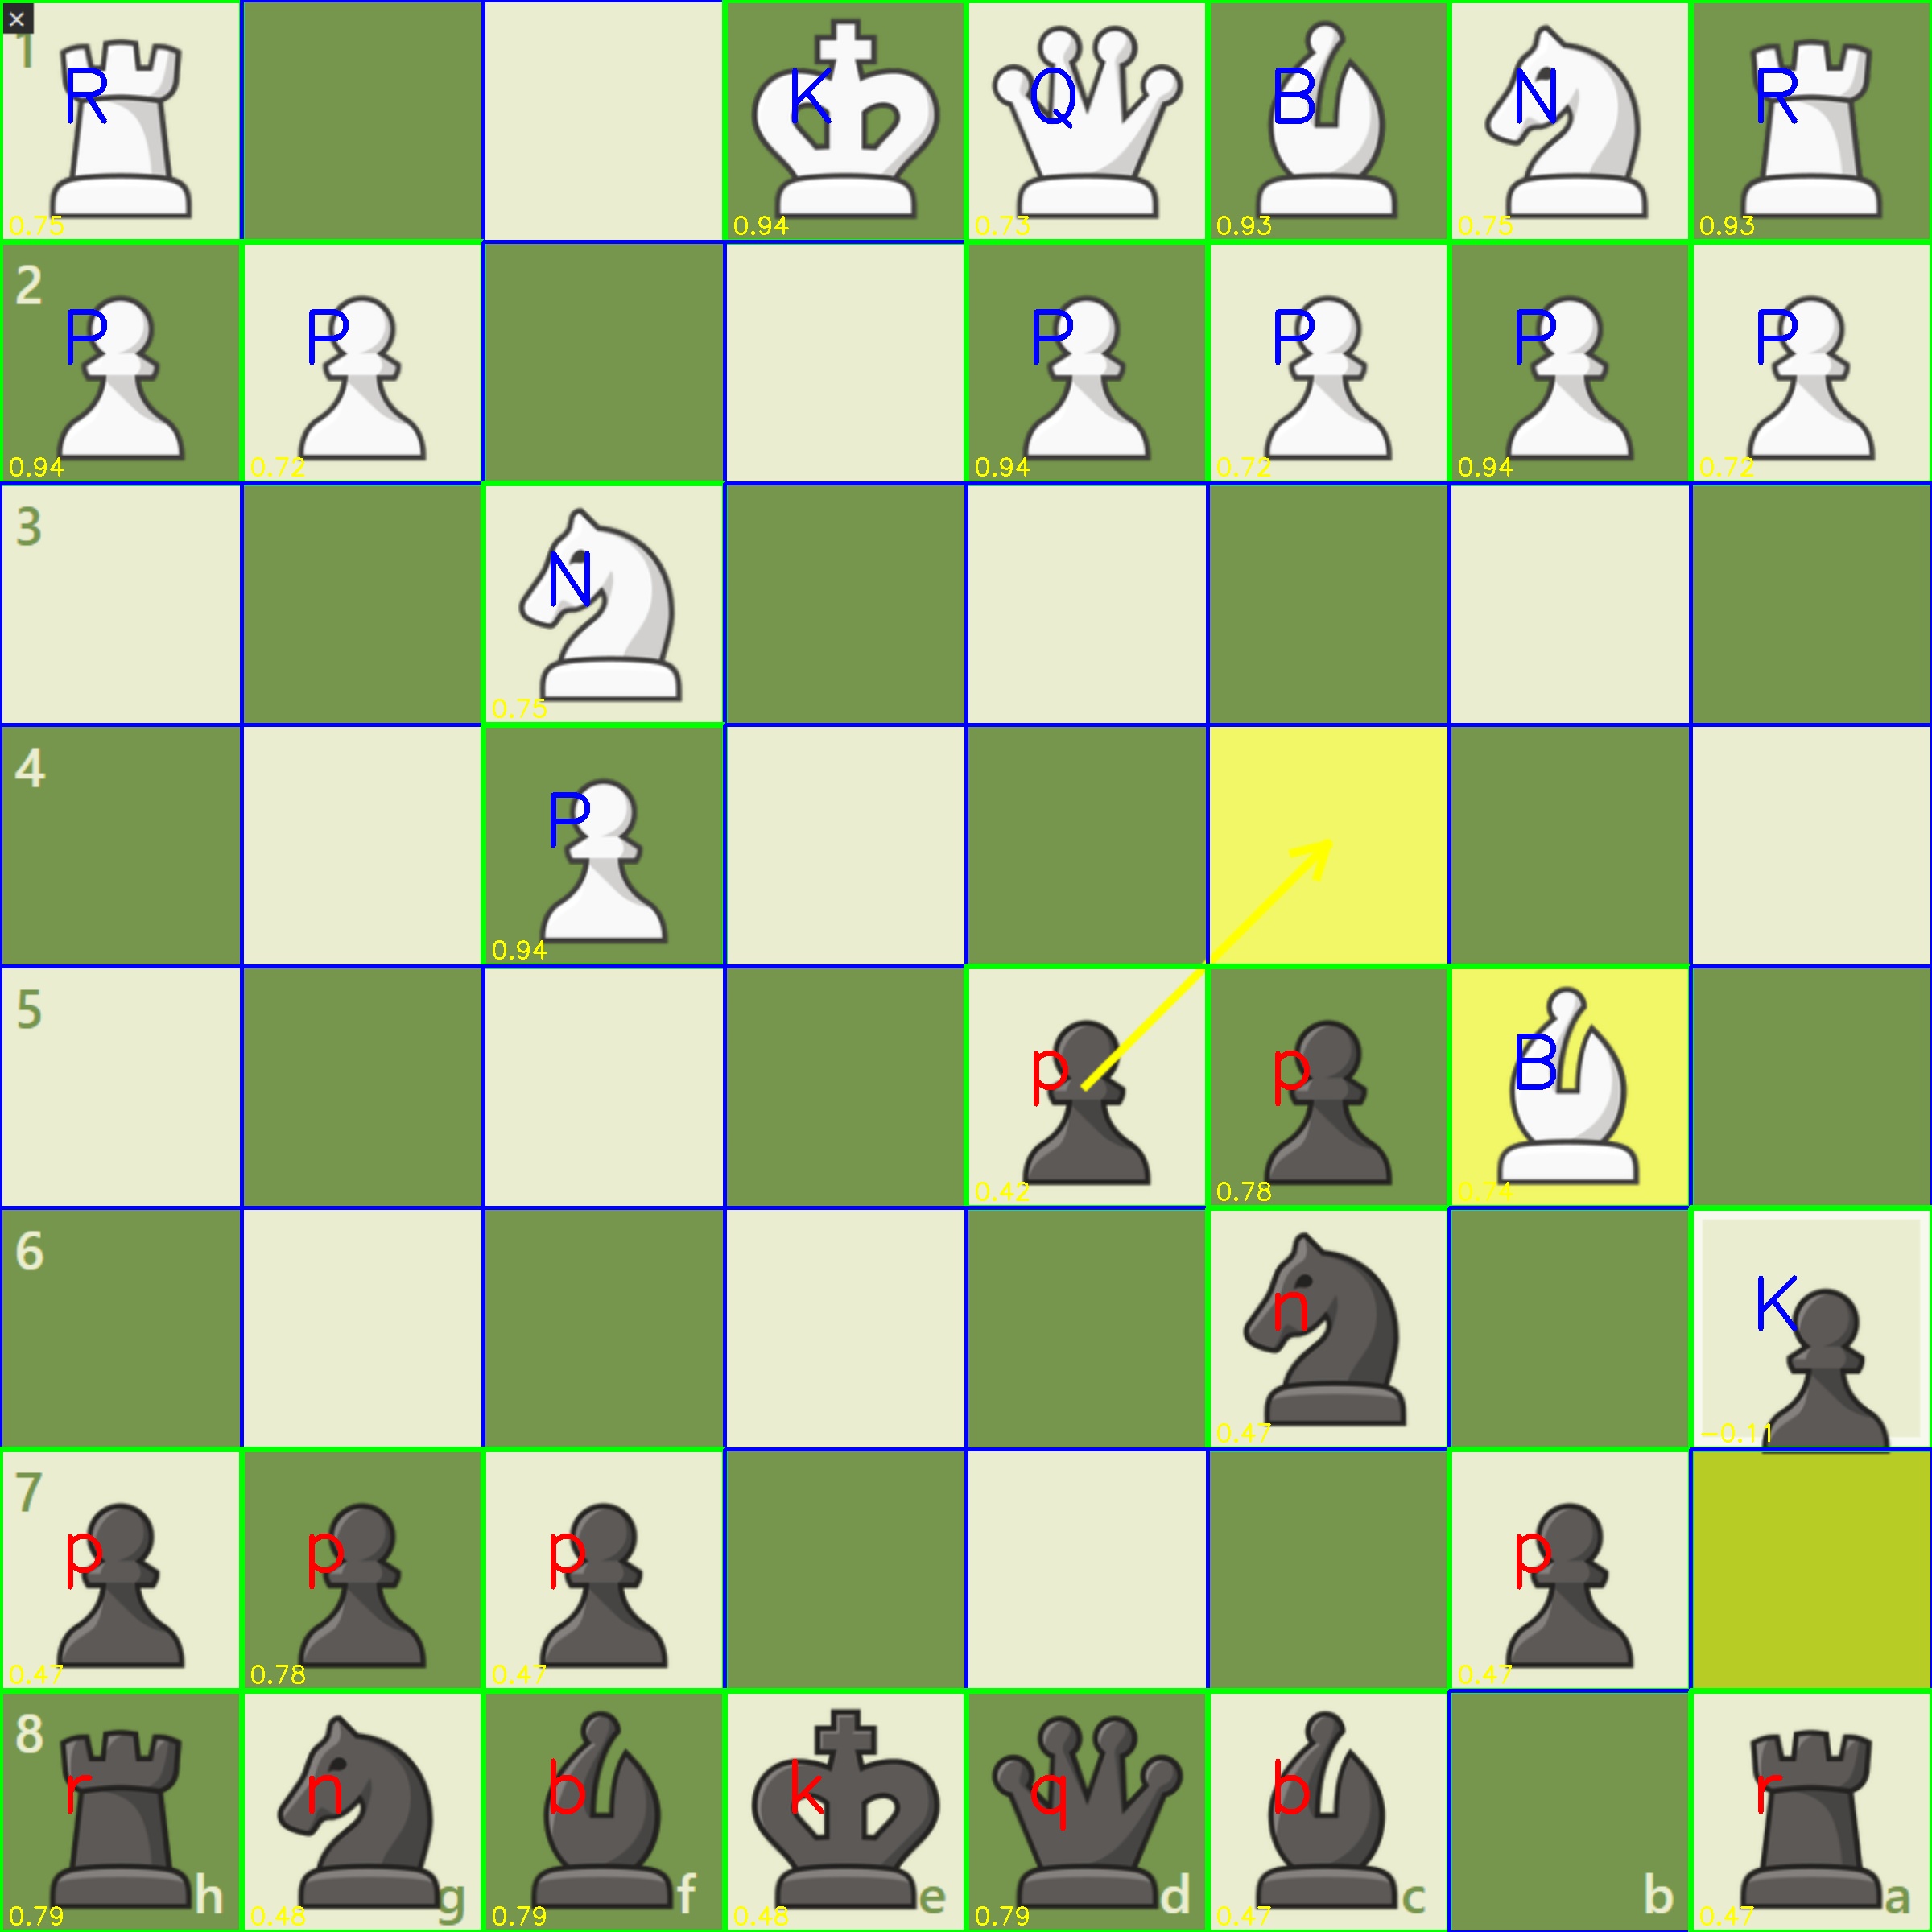 ×
1 R K Q B N R
0.75 0.94 0.73 0.93 0.75 0.93
2 P P P P P P
0.94 0.72 0.94 0.72 0.94 0.72
3 N
0.75
4 P
0.94
5 p p B
0.42 0.78 0.74
6 n K
0.47 −0.11
7 p p p p
0.47 0.78 0.47 0.47
8 r n b k q b r
h g f e d c b a
0.79 0.48 0.79 0.48 0.79 0.47 0.47